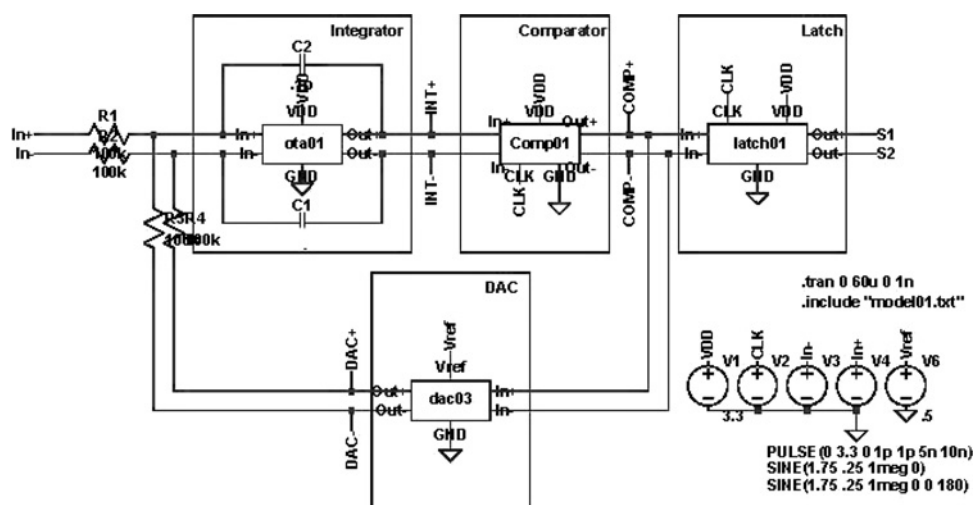 Integrator
Comparator
Latch
C2
VDD
VDD
INT+
VDD
VDD
COMP+
CLK
VDD
CLK
VDD
R1
R2
100k
100k
In+
In-
In+
In-
ota01
Out+
Out-
GND
C1
INT-
In+
In-
Comp01
Out+
Out-
CLK
GND
CLK
COMP-
In+
In-
latch01
Out+
Out-
GND
S1
S2
R3R4
100k
DAC
DAC+
DAC-
Vref
Vref
Out+
Out-
dac03
In+
In-
GND
.tran 0 60u 0 1n
.include "model01.txt"
VDD
V1
CLK
V2
In-
V3
In+
V4
Vref
V6
3.3
.5
PULSE(0 3.3 0 1p 1p 5n 10n)
SINE(1.75 .25 1meg 0)
SINE(1.75 .25 1meg 0 0 180)